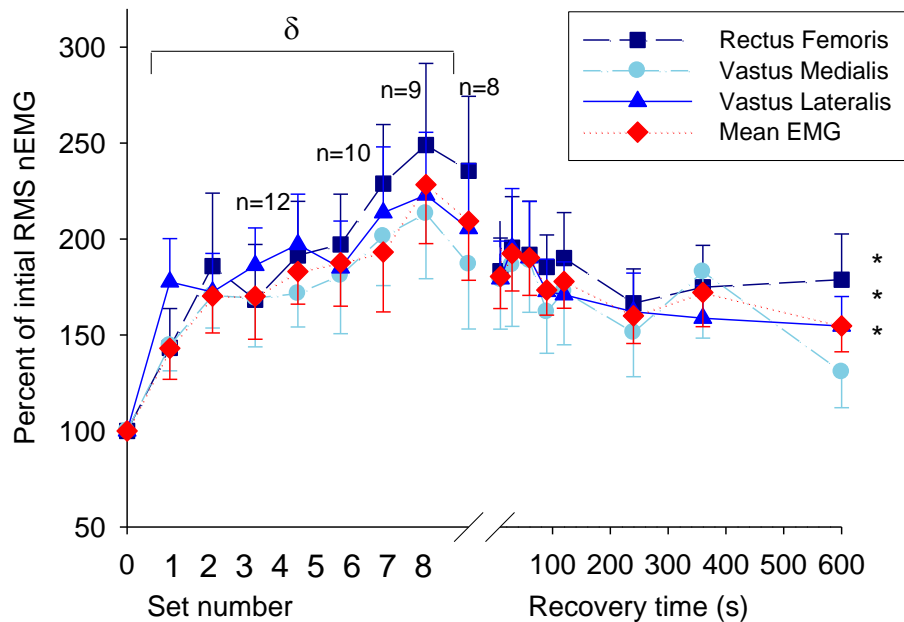 300
250
200
150
100
50
Percent of intial RMS nEMG
δ
n=12
n=10
n=9
n=8
Rectus Femoris
Vastus Medialis
Vastus Lateralis
Mean EMG
*
*
*
0 1 2 3 4 5 6 7 8 100 200 300 400 500 600
Set number Recovery time (s)